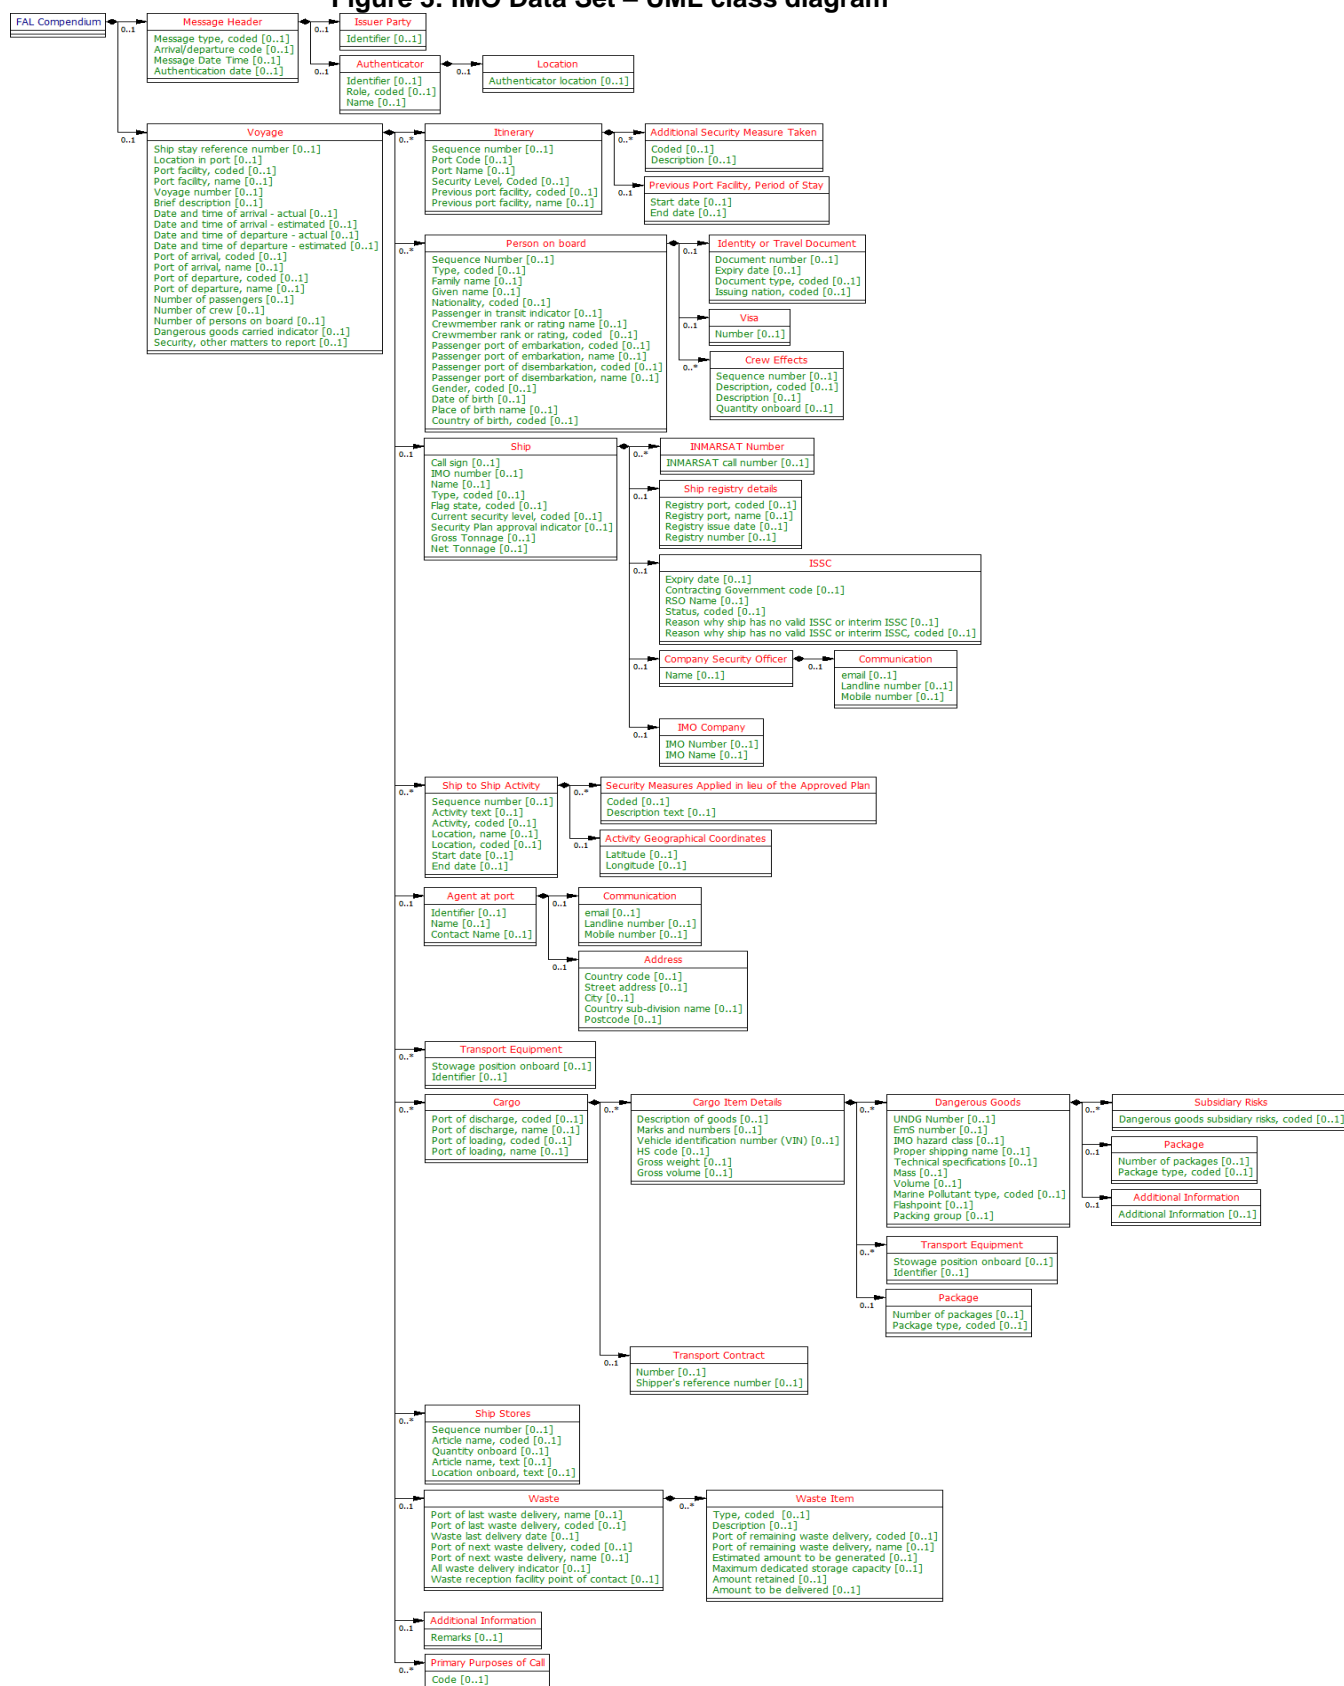 Figure 3: IMO Data Set – UML class diagram
FAL Compendium
0..1
Message Header
Message type, coded [0..1]
Arrival/departure code [0..1]
Message Date Time [0..1]
Authentication date [0..1]
0..1
Issuer Party
Identifier [0..1]
0..1
Authenticator
Identifier [0..1]
Role, coded [0..1]
Name [0..1]
0..1
Location
Authenticator location [0..1]
0..1
Voyage
Ship stay reference number [0..1]
Location in port [0..1]
Port facility, coded [0..1]
Port facility, name [0..1]
Voyage number [0..1]
Brief description [0..1]
Date and time of arrival - actual [0..1]
Date and time of arrival - estimated [0..1]
Date and time of departure - actual [0..1]
Date and time of departure - estimated [0..1]
Port of arrival, coded [0..1]
Port of arrival, name [0..1]
Port of departure, coded [0..1]
Port of departure, name [0..1]
Number of passengers [0..1]
Number of crew [0..1]
Number of persons on board [0..1]
Dangerous goods carried indicator [0..1]
Security, other matters to report [0..1]
0..*
Itinerary
Sequence number [0..1]
Port Code [0..1]
Port Name [0..1]
Security Level, Coded [0..1]
Previous port facility, coded [0..1]
Previous port facility, name [0..1]
0..*
Additional Security Measure Taken
Coded [0..1]
Description [0..1]
0..1
Previous Port Facility, Period of Stay
Start date [0..1]
End date [0..1]
0..*
Person on board
Sequence Number [0..1]
Type, coded [0..1]
Family name [0..1]
Given name [0..1]
Nationality, coded [0..1]
Passenger in transit indicator [0..1]
Crewmember rank or rating name [0..1]
Crewmember rank or rating, coded [0..1]
Passenger port of embarkation, coded [0..1]
Passenger port of embarkation, name [0..1]
Passenger port of disembarkation, coded [0..1]
Passenger port of disembarkation, name [0..1]
Gender, coded [0..1]
Date of birth [0..1]
Place of birth name [0..1]
Country of birth, coded [0..1]
0..1
Identity or Travel Document
Document number [0..1]
Expiry date [0..1]
Document type, coded [0..1]
Issuing nation, coded [0..1]
0..1
Visa
Number [0..1]
0..*
Crew Effects
Sequence number [0..1]
Description, coded [0..1]
Description [0..1]
Quantity onboard [0..1]
0..1
Ship
Call sign [0..1]
IMO number [0..1]
Name [0..1]
Type, coded [0..1]
Flag state, coded [0..1]
Current security level, coded [0..1]
Security Plan approval indicator [0..1]
Gross Tonnage [0..1]
Net Tonnage [0..1]
0..*
INMARSAT Number
INMARSAT call number [0..1]
0..1
Ship registry details
Registry port, coded [0..1]
Registry port, name [0..1]
Registry issue date [0..1]
Registry number [0..1]
0..1
ISSC
Expiry date [0..1]
Contracting Government code [0..1]
RSO Name [0..1]
Status, coded [0..1]
Reason why ship has no valid ISSC or interim ISSC [0..1]
Reason why ship has no valid ISSC or interim ISSC, coded [0..1]
0..1
Company Security Officer
Name [0..1]
0..1
Communication
email [0..1]
Landline number [0..1]
Mobile number [0..1]
0..1
IMO Company
IMO Number [0..1]
IMO Name [0..1]
0..*
Ship to Ship Activity
Sequence number [0..1]
Activity text [0..1]
Activity, coded [0..1]
Location, name [0..1]
Location, coded [0..1]
Start date [0..1]
End date [0..1]
0..*
Security Measures Applied in lieu of the Approved Plan
Coded [0..1]
Description text [0..1]
0..1
Activity Geographical Coordinates
Latitude [0..1]
Longitude [0..1]
0..1
Agent at port
Identifier [0..1]
Name [0..1]
Contact Name [0..1]
0..1
Communication
email [0..1]
Landline number [0..1]
Mobile number [0..1]
0..1
Address
Country code [0..1]
Street address [0..1]
City [0..1]
Country sub-division name [0..1]
Postcode [0..1]
0..*
Transport Equipment
Stowage position onboard [0..1]
Identifier [0..1]
0..*
Cargo
Port of discharge, coded [0..1]
Port of discharge, name [0..1]
Port of loading, coded [0..1]
Port of loading, name [0..1]
0..*
Cargo Item Details
Description of goods [0..1]
Marks and numbers [0..1]
Vehicle identification number (VIN) [0..1]
HS code [0..1]
Gross weight [0..1]
Gross volume [0..1]
0..*
Dangerous Goods
UNDG Number [0..1]
EmS number [0..1]
IMO hazard class [0..1]
Proper shipping name [0..1]
Technical specifications [0..1]
Mass [0..1]
Volume [0..1]
Marine Pollutant type, coded [0..1]
Flashpoint [0..1]
Packing group [0..1]
0..*
Subsidiary Risks
Dangerous goods subsidiary risks, coded [0..1]
0..1
Package
Number of packages [0..1]
Package type, coded [0..1]
0..1
Additional Information
Additional Information [0..1]
0..*
Transport Equipment
Stowage position onboard [0..1]
Identifier [0..1]
0..1
Package
Number of packages [0..1]
Package type, coded [0..1]
0..1
Transport Contract
Number [0..1]
Shipper's reference number [0..1]
0..*
Ship Stores
Sequence number [0..1]
Article name, coded [0..1]
Quantity onboard [0..1]
Article name, text [0..1]
Location onboard, text [0..1]
0..1
Waste
Port of last waste delivery, name [0..1]
Port of last waste delivery, coded [0..1]
Waste last delivery date [0..1]
Port of next waste delivery, coded [0..1]
Port of next waste delivery, name [0..1]
All waste delivery indicator [0..1]
Waste reception facility point of contact [0..1]
0..*
Waste Item
Type, coded [0..1]
Description [0..1]
Port of remaining waste delivery, coded [0..1]
Port of remaining waste delivery, name [0..1]
Estimated amount to be generated [0..1]
Maximum dedicated storage capacity [0..1]
Amount retained [0..1]
Amount to be delivered [0..1]
0..1
Additional Information
Remarks [0..1]
0..*
Primary Purposes of Call
Code [0..1]